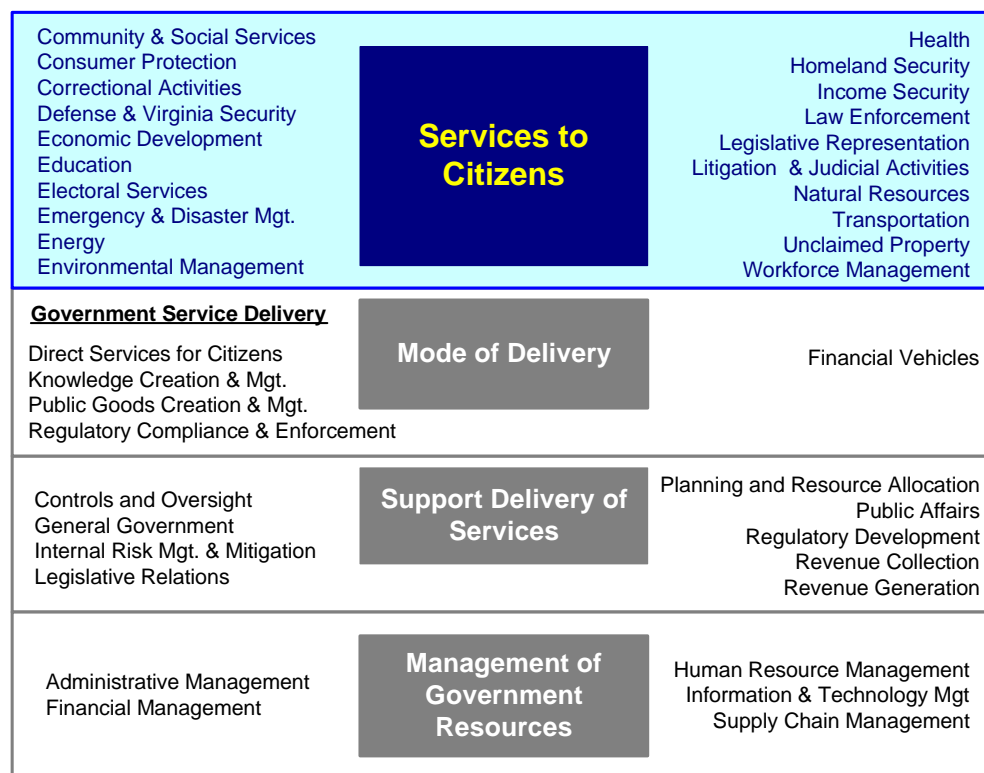 Community & Social Services
Consumer Protection
Correctional Activities
Defense & Virginia Security
Economic Development
Education
Electoral Services
Emergency & Disaster Mgt.
Energy
Environmental Management
Services to
Citizens
Health
Homeland Security
Income Security
Law Enforcement
Legislative Representation
Litigation & Judicial Activities
Natural Resources
Transportation
Unclaimed Property
Workforce Management
Government Service Delivery
Direct Services for Citizens
Knowledge Creation & Mgt.
Public Goods Creation & Mgt.
Regulatory Compliance & Enforcement
Mode of Delivery
Financial Vehicles
Controls and Oversight
General Government
Internal Risk Mgt. & Mitigation
Legislative Relations
Support Delivery of
Services
Planning and Resource Allocation
Public Affairs
Regulatory Development
Revenue Collection
Revenue Generation
Administrative Management
Financial Management
Management of
Government
Resources
Human Resource Management
Information & Technology Mgt
Supply Chain Management